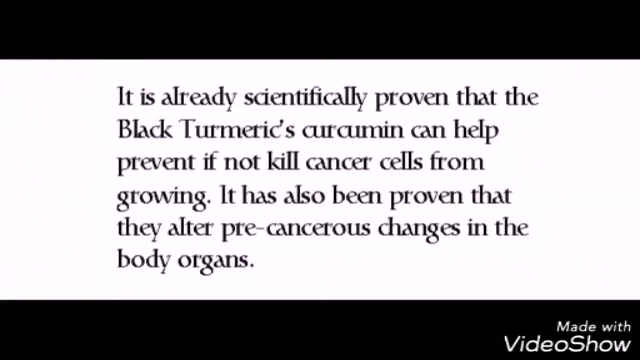 It is already scientifically proven that the
Black Turmeric's curcumin can help
prevent if not kill cancer cells from
growing. It has also been proven that
they alter pre-cancerous changes in the
body organs.
Made with
VideoShow